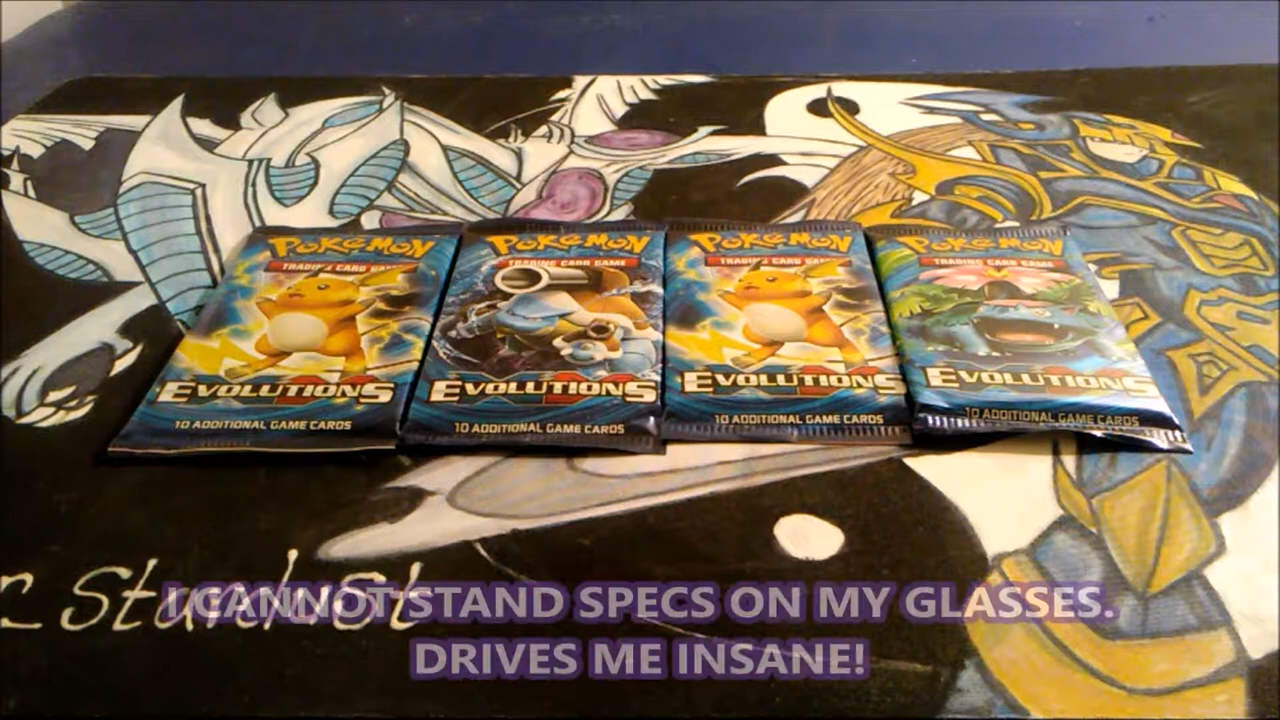 POKÉMON
TRADING CARD GAME
EVOLUTIONS
10 ADDITIONAL GAME CARDS
POKÉMON
TRADING CARD GAME
EVOLUTIONS
10 ADDITIONAL GAME CARDS
POKÉMON
TRADING CARD GAME
EVOLUTIONS
10 ADDITIONAL GAME CARDS
POKÉMON
TRADING CARD GAME
EVOLUTIONS
10 ADDITIONAL GAME CARDS
Stardust
I CANNOT STAND SPECS ON MY GLASSES.
DRIVES ME INSANE!